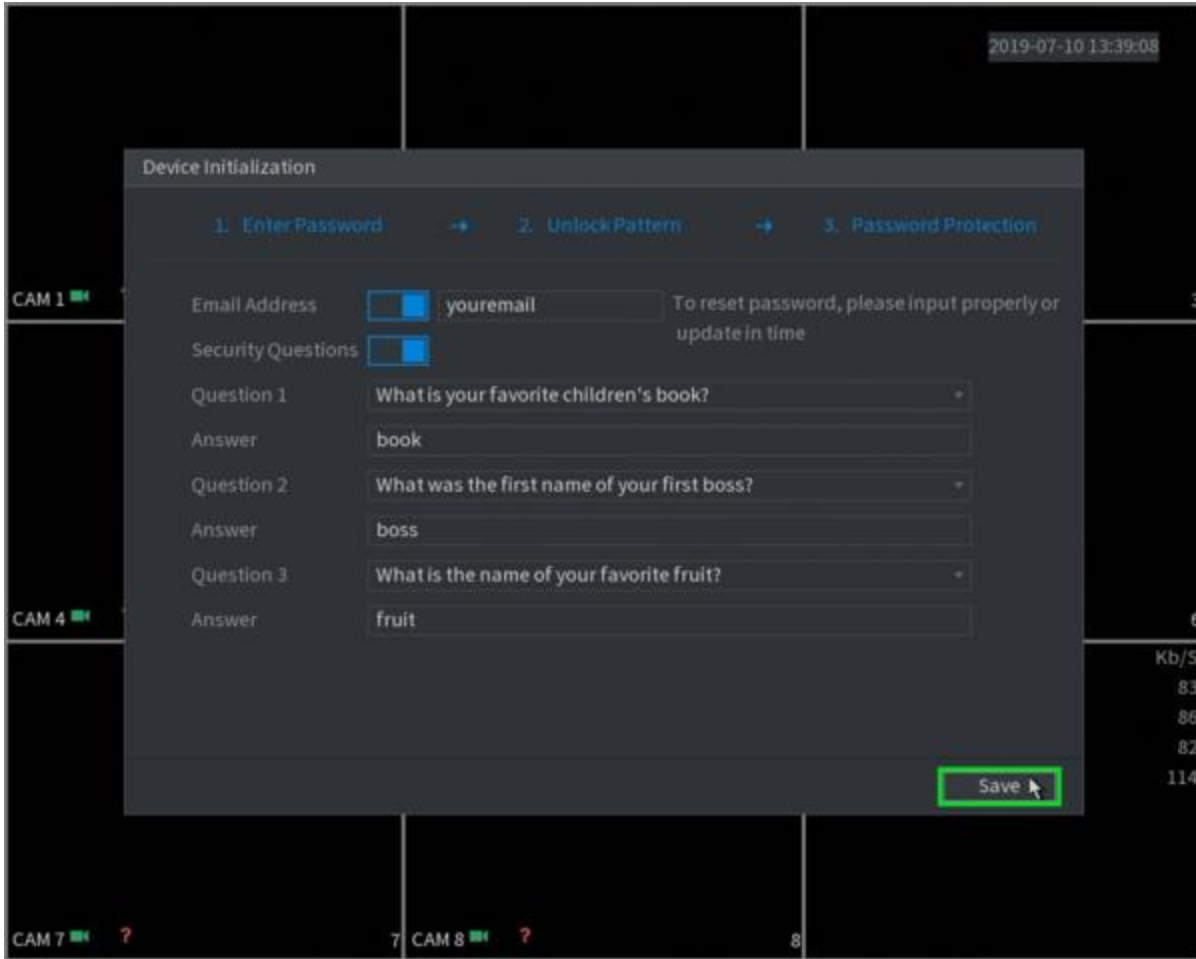 2019-07-10 13:39:08
Device Initialization
1. Enter Password → 2. Unlock Pattern → 3. Password Protection
CAM 1
Email Address youremail To reset password, please input properly or
update in time
Security Questions
Question 1 What is your favorite children's book?
Answer book
Question 2 What was the first name of your first boss?
Answer boss
Question 3 What is the name of your favorite fruit?
CAM 4 Answer fruit
Kb/S
83
86
82
114
Save
CAM 7 ? 7 CAM 8 ? 8